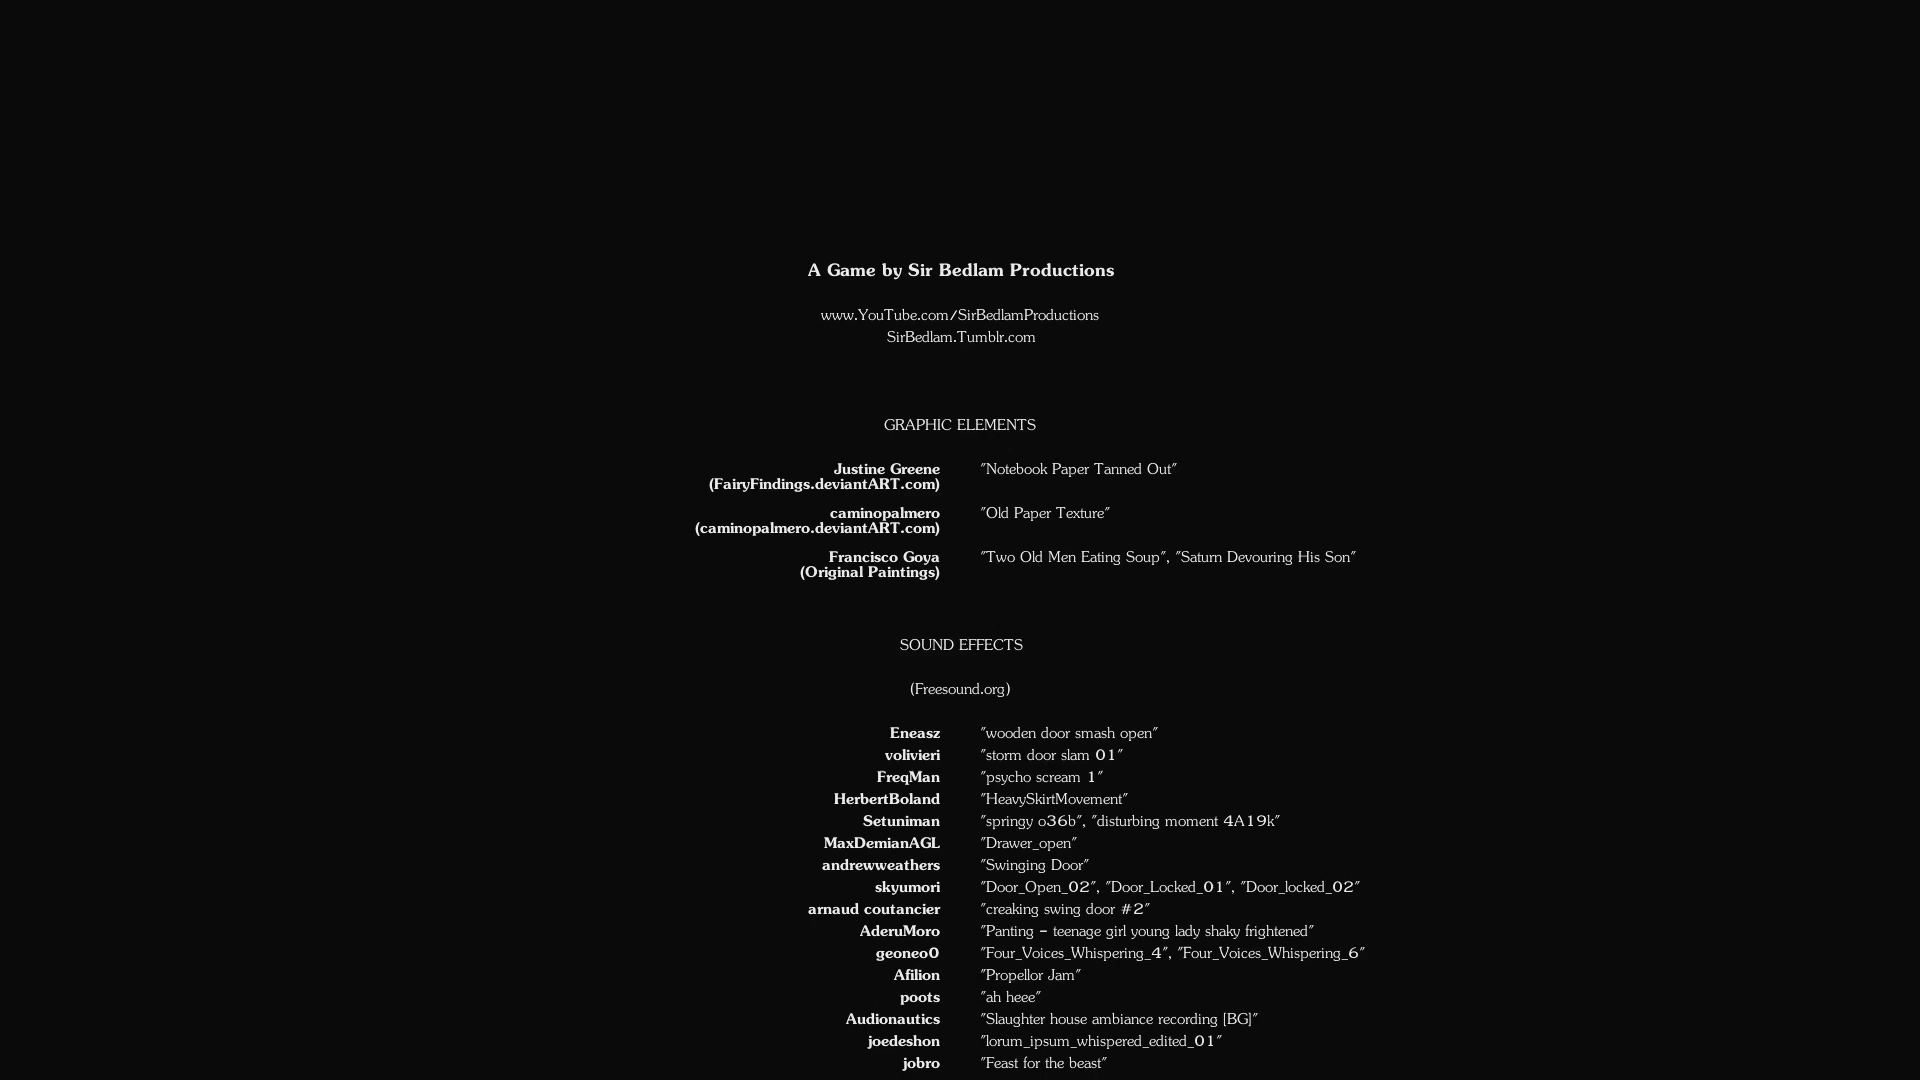 A Game by Sir Bedlam Productions
www.YouTube.com/SirBedlamProductions
SirBedlam.Tumblr.com
GRAPHIC ELEMENTS
Justine Greene "Notebook Paper Tanned Out"
(FairyFindings.deviantART.com)
caminopalmero "Old Paper Texture"
(caminopalmero.deviantART.com)
Francisco Goya "Two Old Men Eating Soup", "Saturn Devouring His Son"
(Original Paintings)
SOUND EFFECTS
(Freesound.org)
Eneasz "wooden door smash open"
volivieri "storm door slam 01"
FreqMan "psycho scream 1"
HerbertBoland "HeavySkirtMovement"
Setuniman "springy o36b", "disturbing moment 4A19k"
MaxDemianAGL "Drawer_open"
andrewweathers "Swinging Door"
skyumori "Door_Open_02", "Door_Locked_01", "Door_locked_02"
arnaud coutancier "creaking swing door #2"
AderuMoro "Panting - teenage girl young lady shaky frightened"
geoneo0 "Four_Voices_Whispering_4", "Four_Voices_Whispering_6"
Afilion "Propellor Jam"
poots "ah heee"
Audionautics "Slaughter house ambiance recording [BG]"
joedeshon "lorum_ipsum_whispered_edited_01"
jobro "Feast for the beast"